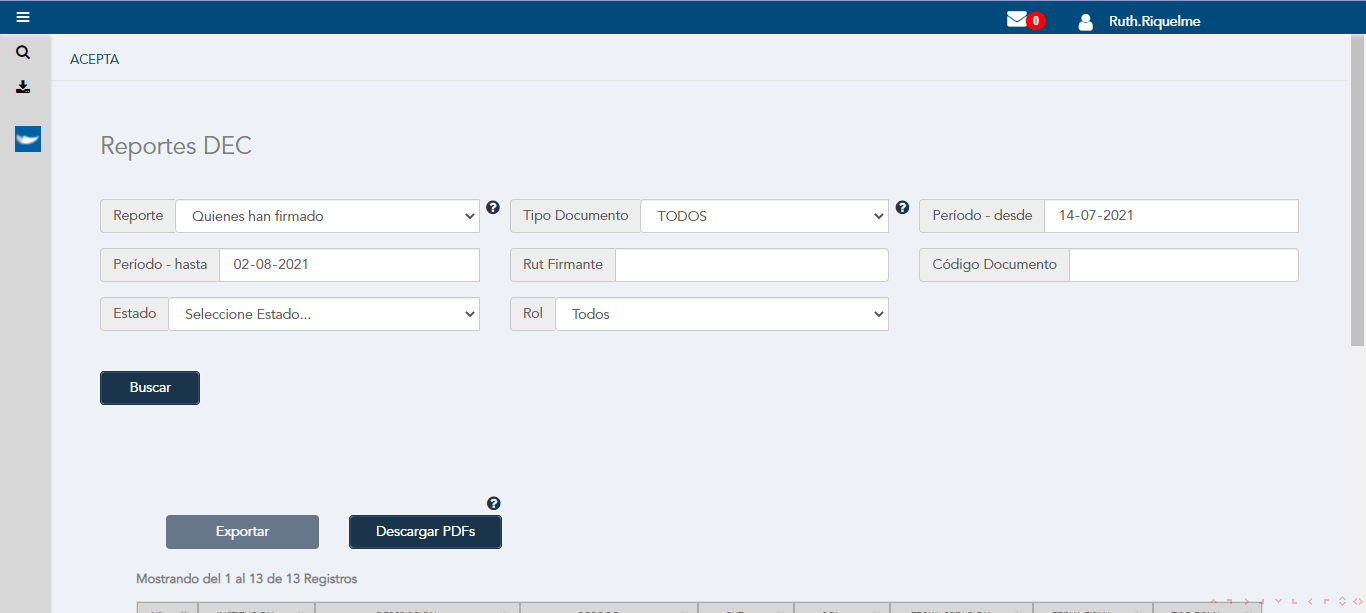 0 Ruth.Riquelme
ACEPTA
Reportes DEC
Reporte Quienes han firmado Tipo Documento TODOS Período - desde 14-07-2021
Período - hasta 02-08-2021 Rut Firmante Código Documento
Estado Seleccione Estado... Rol Todos
Buscar
Exportar Descargar PDFs
Mostrando del 1 al 13 de 13 Registros